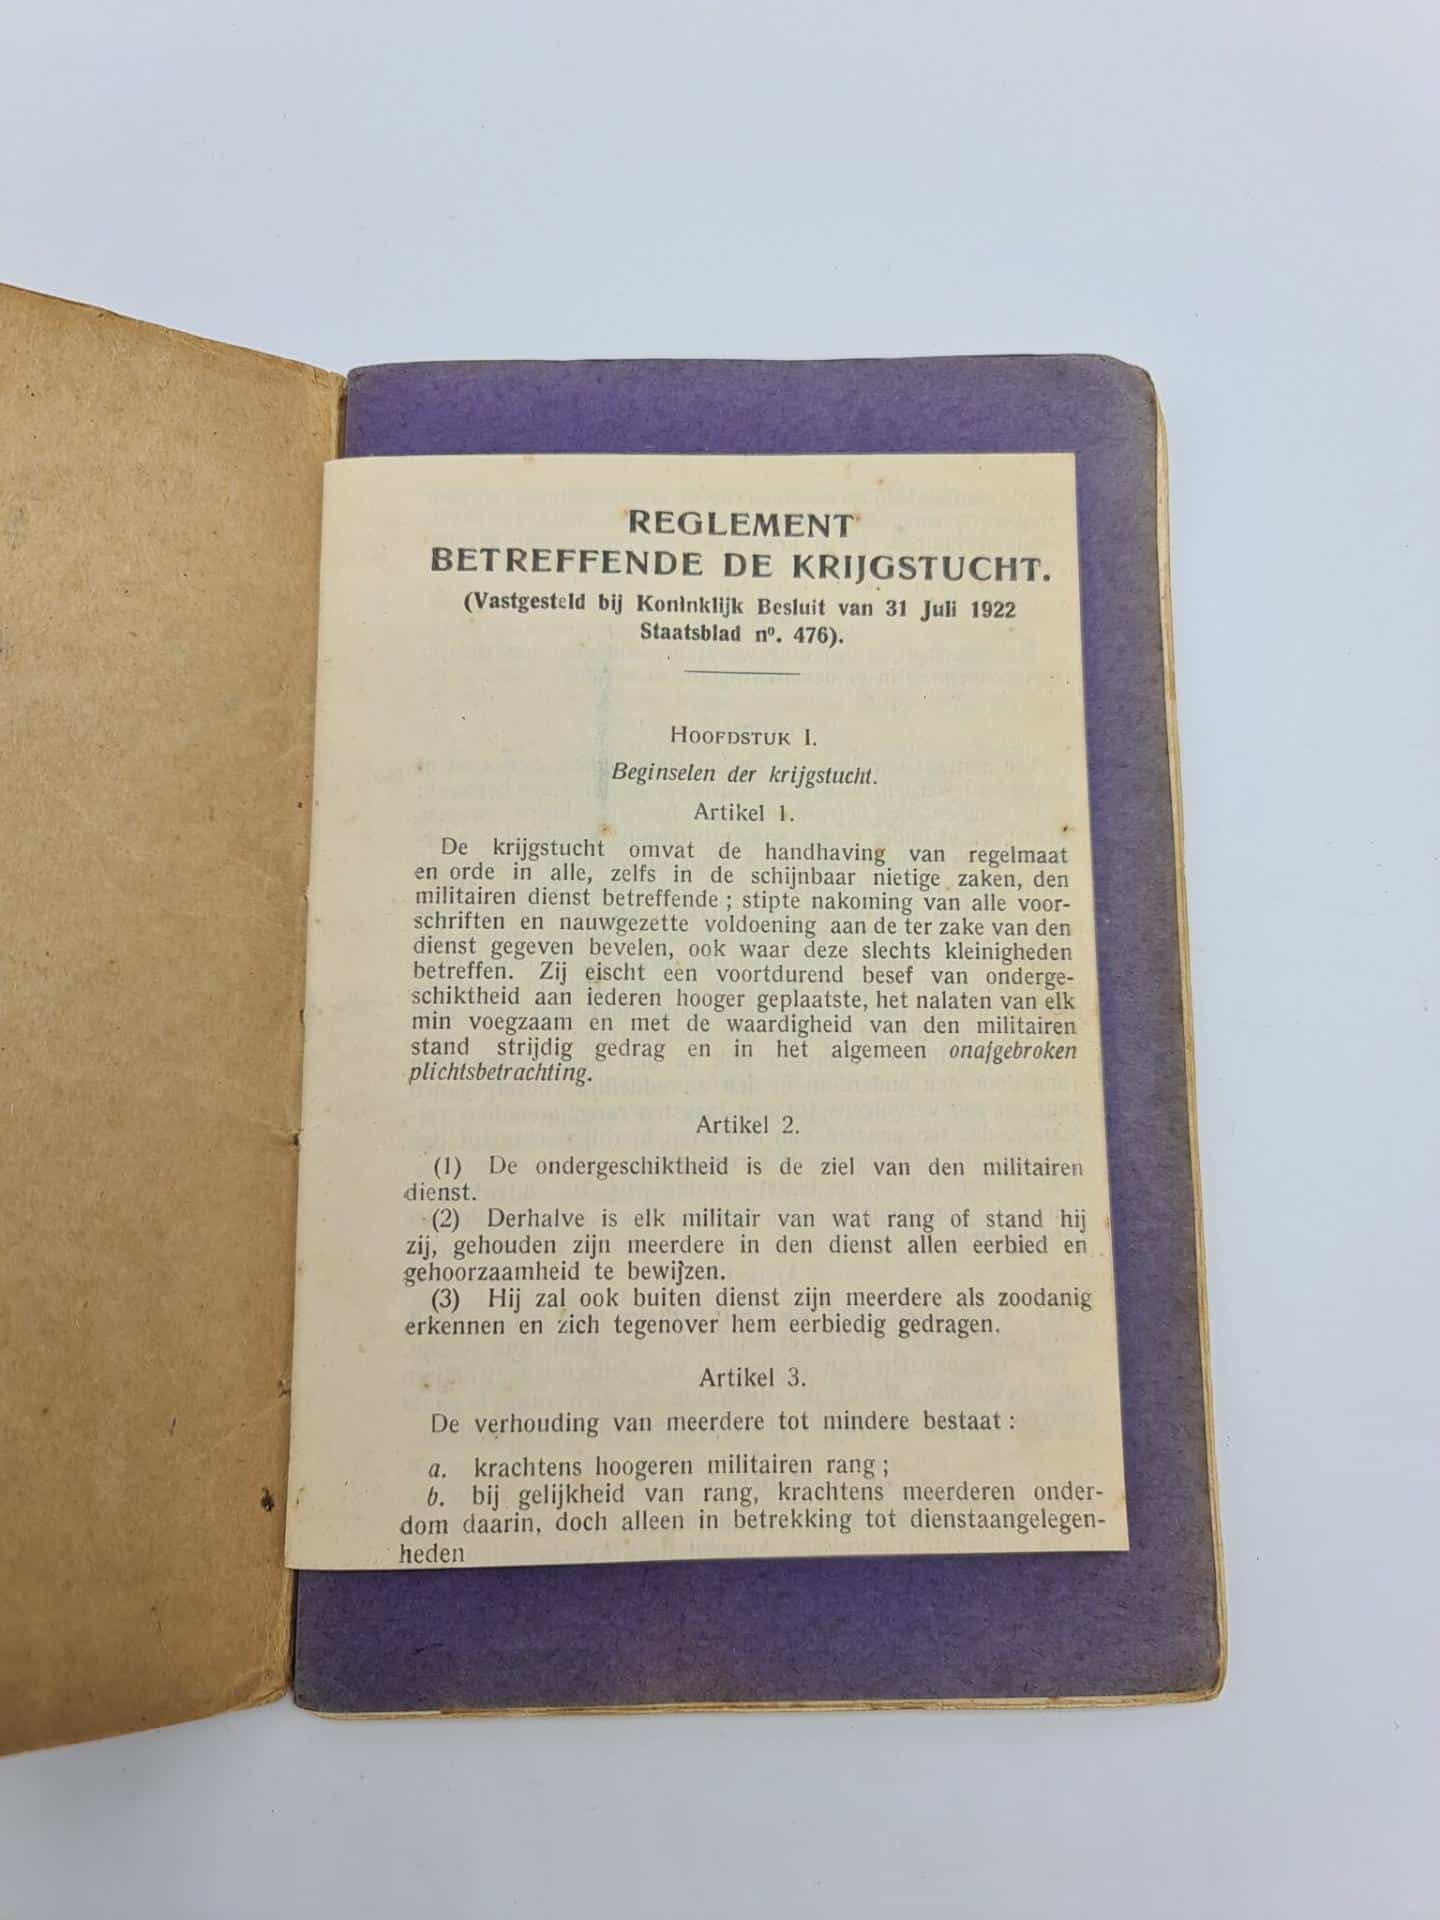 REGLEMENT
BETREFFENDE DE KRIJGSTUCHT.
(Vastgesteld bij Koninklijk Besluit van 31 Juli 1922
Staatsblad nº. 476).
HOOFDSTUK I.
Beginselen der krijgstucht.
Artikel 1.
De krijgstucht omvat de handhaving van regelmaat
en orde in alle, zelfs in de schijnbaar nietige zaken, den
militairen dienst betreffende ; stipte nakoming van alle voor-
schriften en nauwgezette voldoening aan de ter zake van den
dienst gegeven bevelen, ook waar deze slechts kleinigheden
betreffen. Zij eischt een voortdurend besef van onderge-
schiktheid aan iederen hooger geplaatste, het nalaten van elk
min voegzaam en met de waardigheid van den militairen
stand strijdig gedrag en in het algemeen onafgebroken
plichtsbetrachting.
Artikel 2.
(1) De ondergeschiktheid is de ziel van den militairen
dienst.
(2) Derhalve is elk militair van wat rang of stand hij
zij, gehouden zijn meerdere in den dienst allen eerbied en
gehoorzaamheid te bewijzen.
(3) Hij zal ook buiten dienst zijn meerdere als zoodanig
erkennen en zich tegenover hem eerbiedig gedragen.
Artikel 3.
De verhouding van meerdere tot mindere bestaat :
a. krachtens hoogeren militairen rang ;
b. bij gelijkheid van rang, krachtens meerderen onder-
dom daarin, doch alleen in betrekking tot dienstaangelegen-
heden